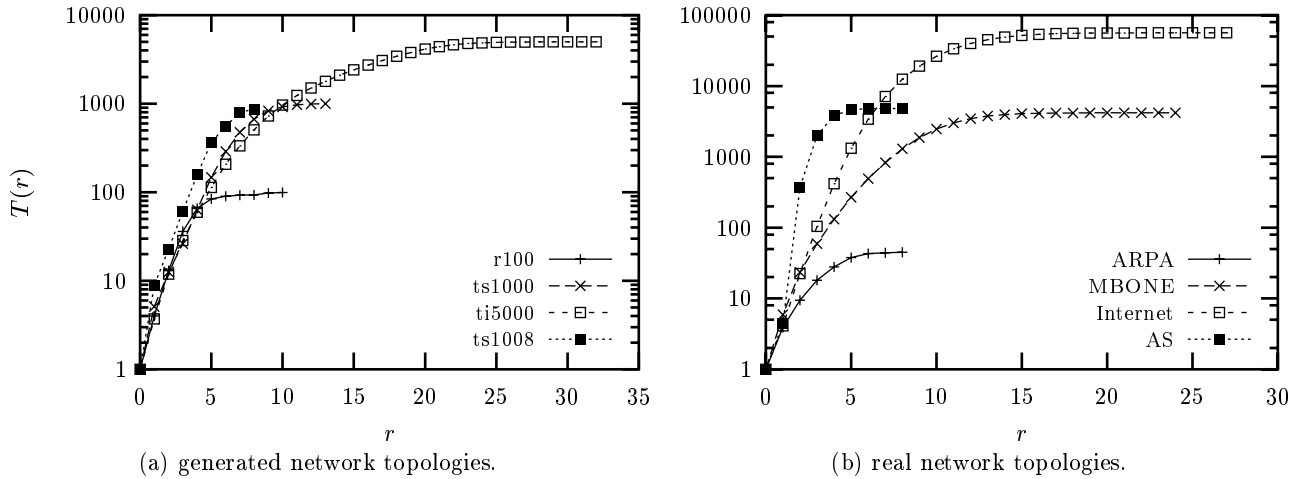 T(r)
10000
1000
100
10
1
0 5 10 15 20 25 30 35
r
r100
ts1000
ti5000
ts1008
(a) generated network topologies.
100000
10000
1000
100
10
1
0 5 10 15 20 25 30
r
ARPA
MBONE
Internet
AS
(b) real network topologies.